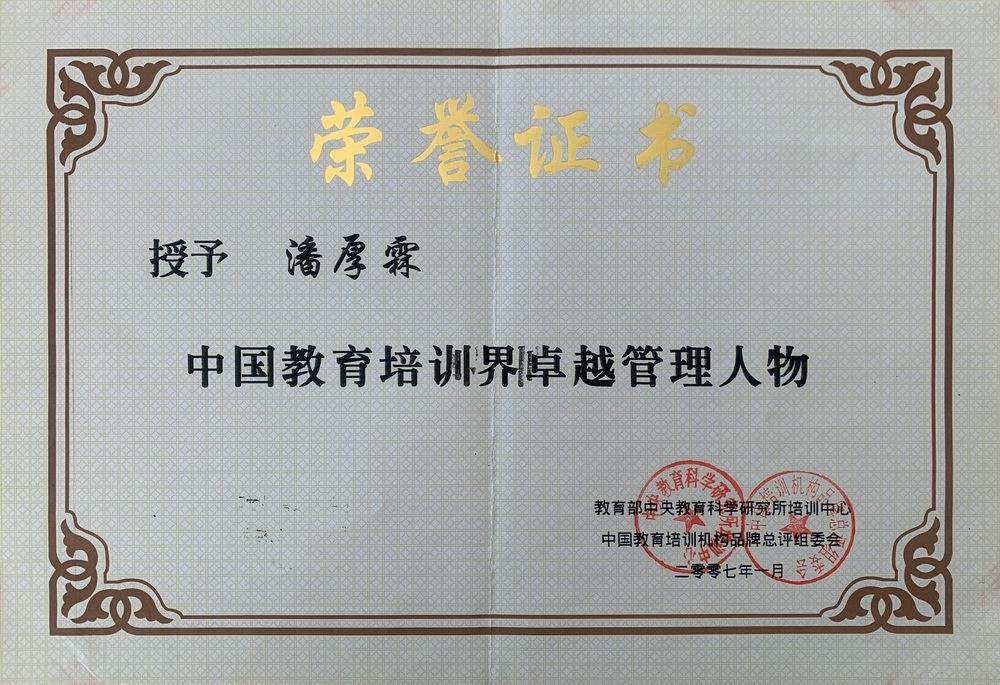 荣誉证书
授予 潘厚霖
中国教育培训界卓越管理人物
教育部中央教育科学研究所培训中心
中国教育培训机构品牌总评组委会
二零零七年一月